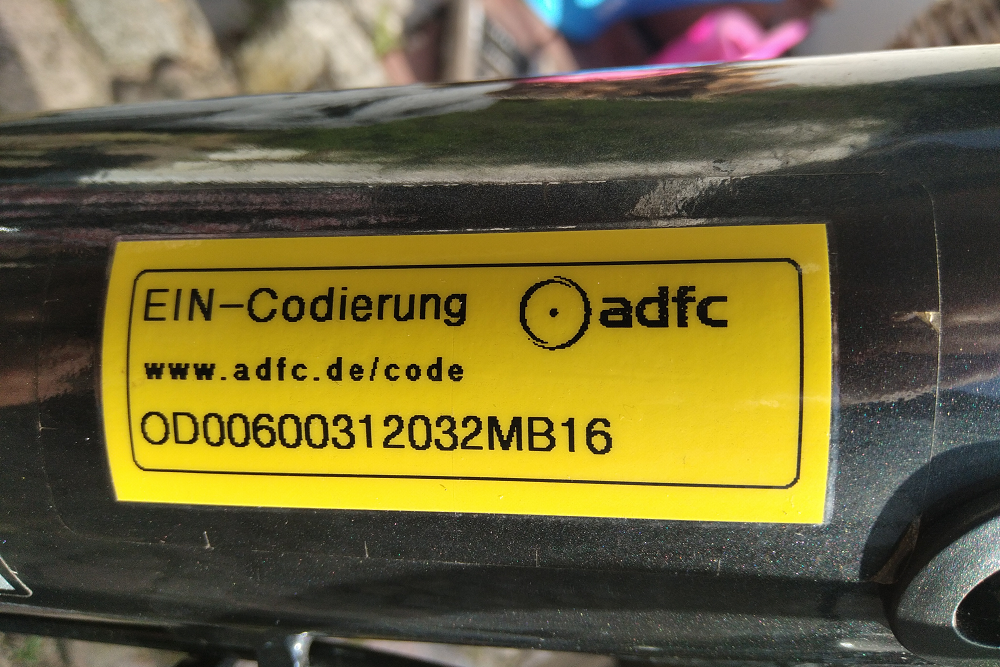 EIN-Codierung
adfc
www.adfc.de/code
OD00600312032MB16